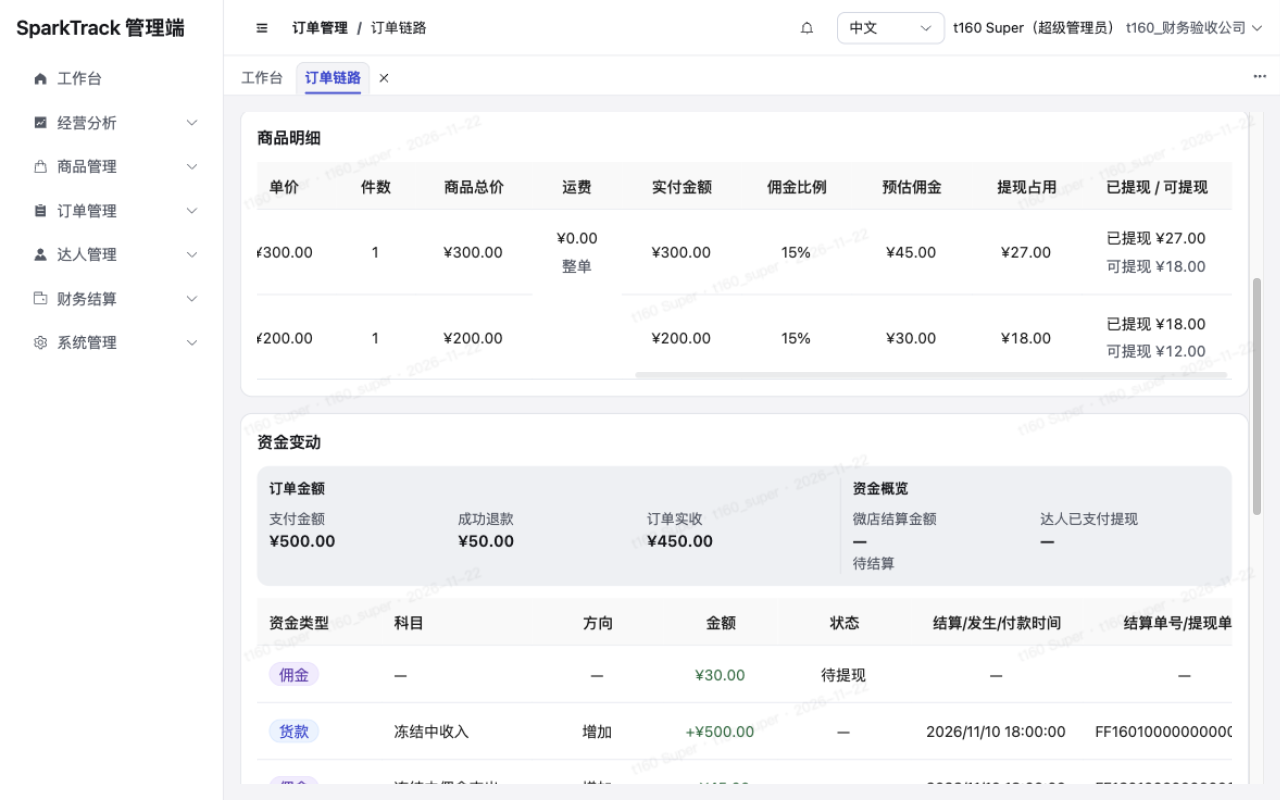 SparkTrack 管理端
订单管理 / 订单链路
中文
t160 Super（超级管理员）
t160_财务验收公司
工作台
经营分析
商品管理
订单管理
达人管理
财务结算
系统管理
工作台 订单链路
商品明细
单价 件数 商品总价 运费 实付金额 佣金比例 预估佣金 提现占用 已提现 / 可提现
¥300.00 1 ¥300.00 ¥0.00 整单 ¥300.00 15% ¥45.00 ¥27.00 已提现 ¥27.00 可提现 ¥18.00
¥200.00 1 ¥200.00 ¥200.00 15% ¥30.00 ¥18.00 已提现 ¥18.00 可提现 ¥12.00
资金变动
订单金额
支付金额 成功退款 订单实收
¥500.00 ¥50.00 ¥450.00
资金概览
微店结算金额 达人已支付提现
— —
待结算
资金类型 科目 方向 金额 状态 结算/发生/付款时间 结算单号/提现单
佣金 — — ¥30.00 待提现 — —
货款 冻结中收入 增加 +¥500.00 — 2026/11/10 18:00:00 FF16010000000000
t160 Super · t160_super · 2026-11-22